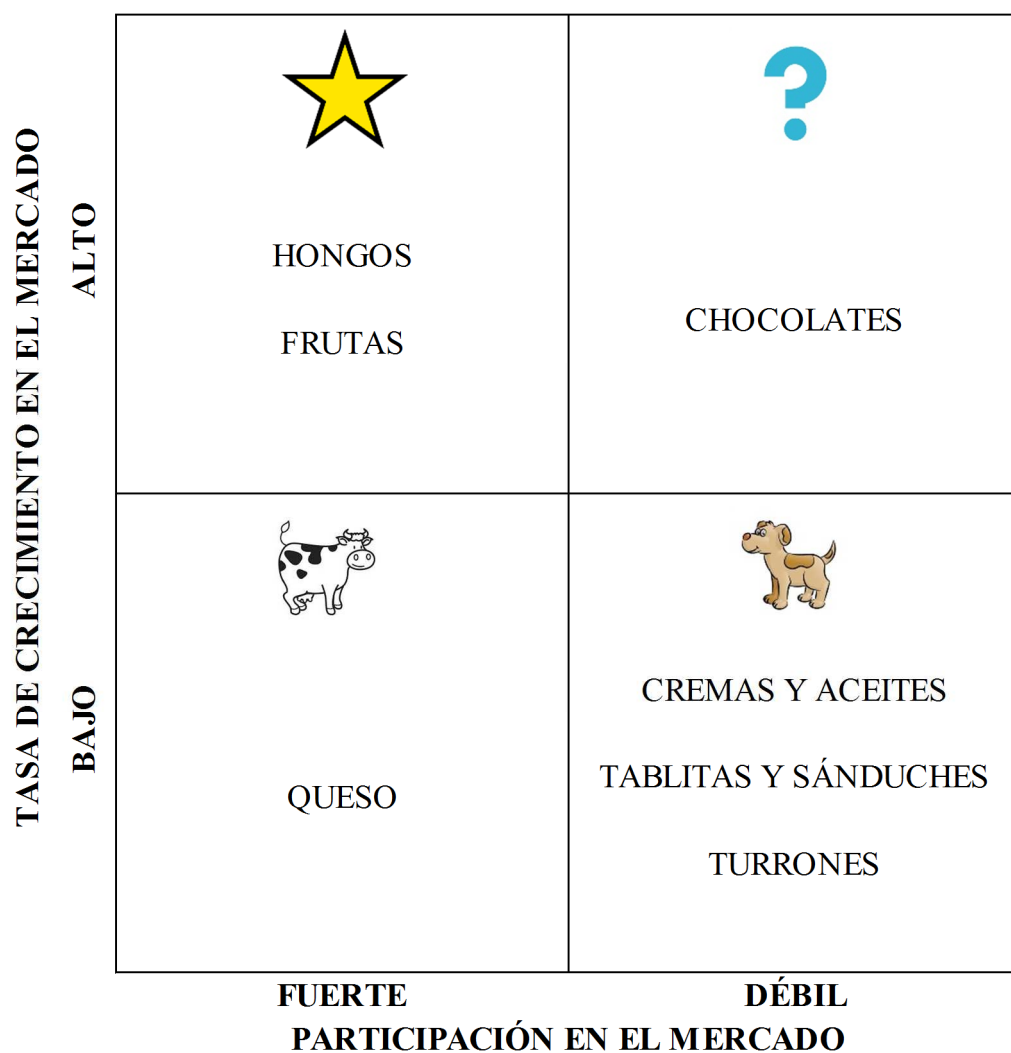 TASA DE CRECIMIENTO EN EL MERCADO
ALTO
?
HONGOS
FRUTAS
CHOCOLATES
BAJO
QUESO
CREMAS Y ACEITES
TABLITAS Y SÁNDUCHES
TURRONES
FUERTE
DÉBIL
PARTICIPACIÓN EN EL MERCADO